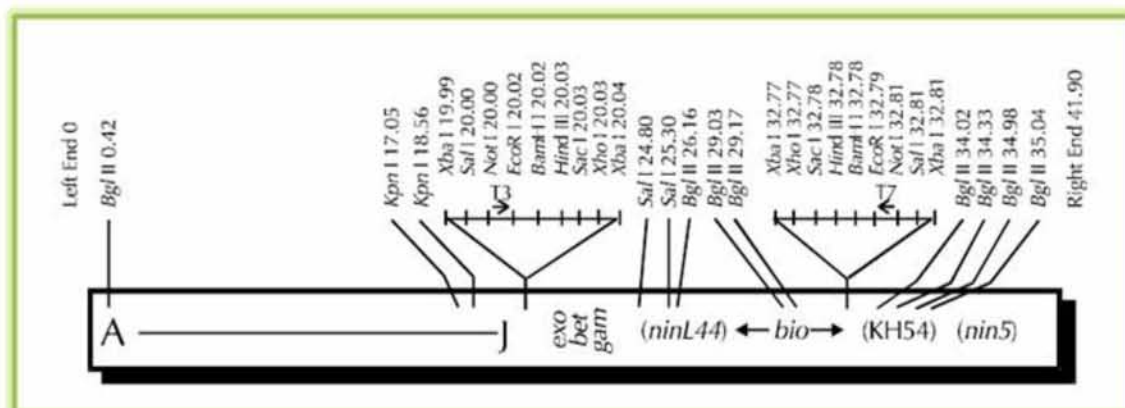 Left End 0
Bgl II 0.42
Kpn I 17.05
Kpn I 18.56
Xba I 19.99
Sal I 20.00
Not I 20.00
EcoR I 20.02
BamH I 20.02
Hind III 20.03
Sac I 20.03
Xho I 20.03
Xba I 20.04
Sal I 24.80
Sal I 25.30
Bgl II 26.16
Bgl II 29.03
Bgl II 29.17
Xba I 32.77
Xho I 32.77
Sac I 32.78
Hind III 32.78
BamH I 32.78
EcoR I 32.79
Not I 32.81
Sal I 32.81
Xba I 32.81
Bgl II 34.02
Bgl II 34.33
Bgl II 34.98
Bgl II 35.04
Right End 41.90
T3
T7
A
J
exo
bet
gam
(ninL44)
bio
(KH54)
(nin5)